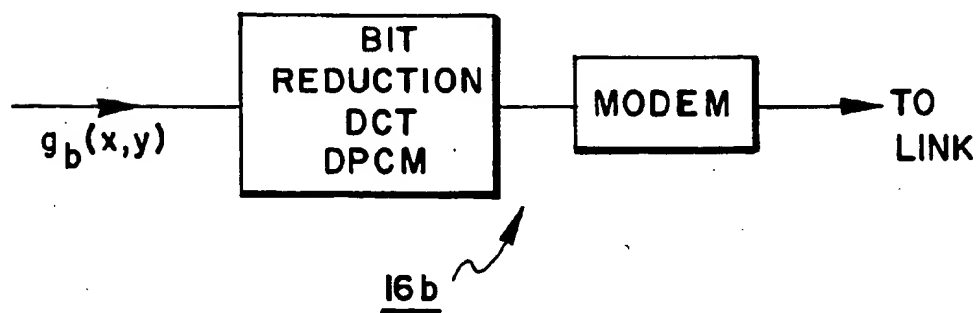 BIT
REDUCTION
DCT
DPCM
g_b(x,y)
MODEM
TO
LINK
16b